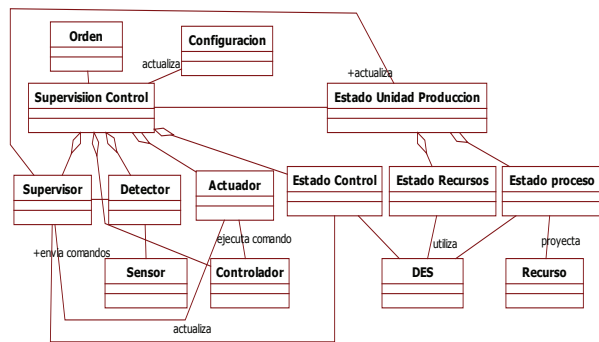 Orden
Configuracion
actualiza
+actualiza
Supervisiion Control
Estado Unidad Produccion
Supervisor
Detector
Actuador
Estado Control
Estado Recursos
Estado proceso
+envia comandos
ejecuta comando
utiliza
proyecta
Sensor
Controlador
DES
Recurso
actualiza